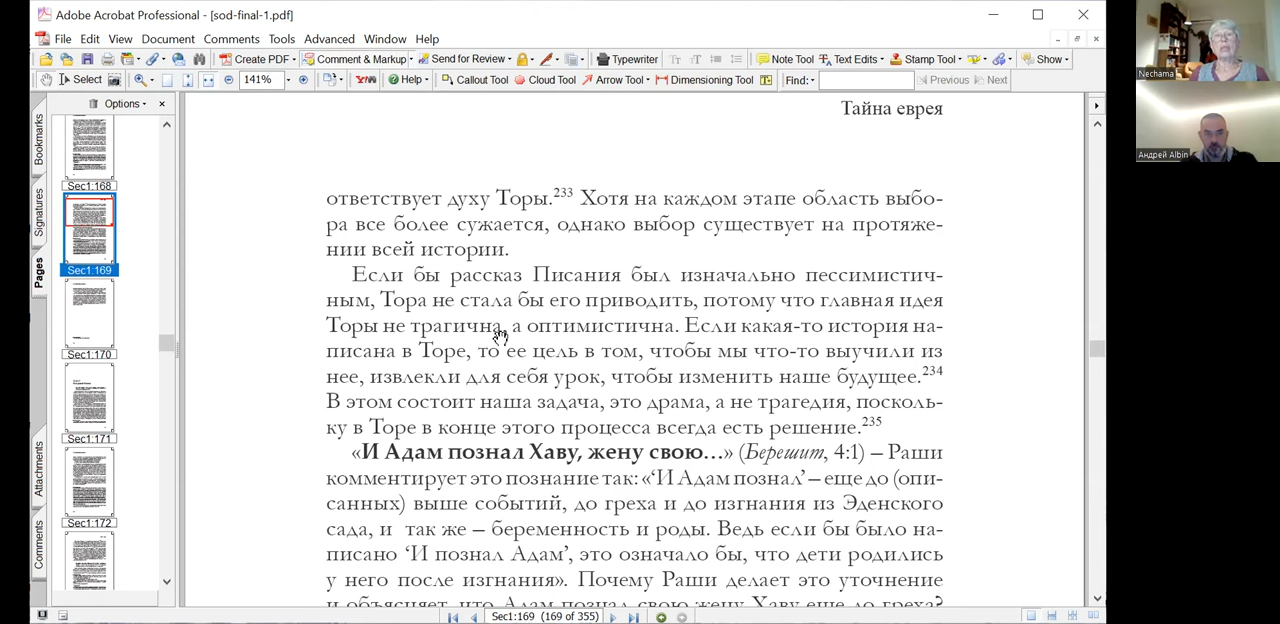 Adobe Acrobat Professional - [sod-final-1.pdf]
File Edit View Document Comments Tools Advanced Window Help
Create PDF Comment & Markup Send for Review Typewriter Note Tool Text Edits Stamp Tool Show
Select 141% Help Callout Tool Cloud Tool Arrow Tool Dimensioning Tool Find: Previous Next
Options
Bookmarks
Signatures
Pages
Attachments
Comments
Sec1:168
Sec1:169
Sec1:170
Sec1:171
Sec1:172
Тайна еврея
ответствует духу Торы.233 Хотя на каждом этапе область выбо-
ра все более сужается, однако выбор существует на протяже-
нии всей истории.
Если бы рассказ Писания был изначально пессимистич-
ным, Тора не стала бы его приводить, потому что главная идея
Торы не трагична, а оптимистична. Если какая-то история на-
писана в Торе, то ее цель в том, чтобы мы что-то выучили из
нее, извлекли для себя урок, чтобы изменить наше будущее.234
В этом состоит наша задача, это драма, а не трагедия, посколь-
ку в Торе в конце этого процесса всегда есть решение.235
«И Адам познал Хаву, жену свою...» (Берешит, 4:1) – Раши
комментирует это познание так: «‘И Адам познал’ – еще до (опи-
санных) выше событий, до греха и до изгнания из Эденского
сада, и так же – беременность и роды. Ведь если бы было на-
писано ‘И познал Адам’, это означало бы, что дети родились
у него после изгнания». Почему Раши делает это уточнение
и объясняет, что Адам познал свою жену Хаву еще до греха?
Sec1:169 (169 of 355)
Nechama
Андрей Albin